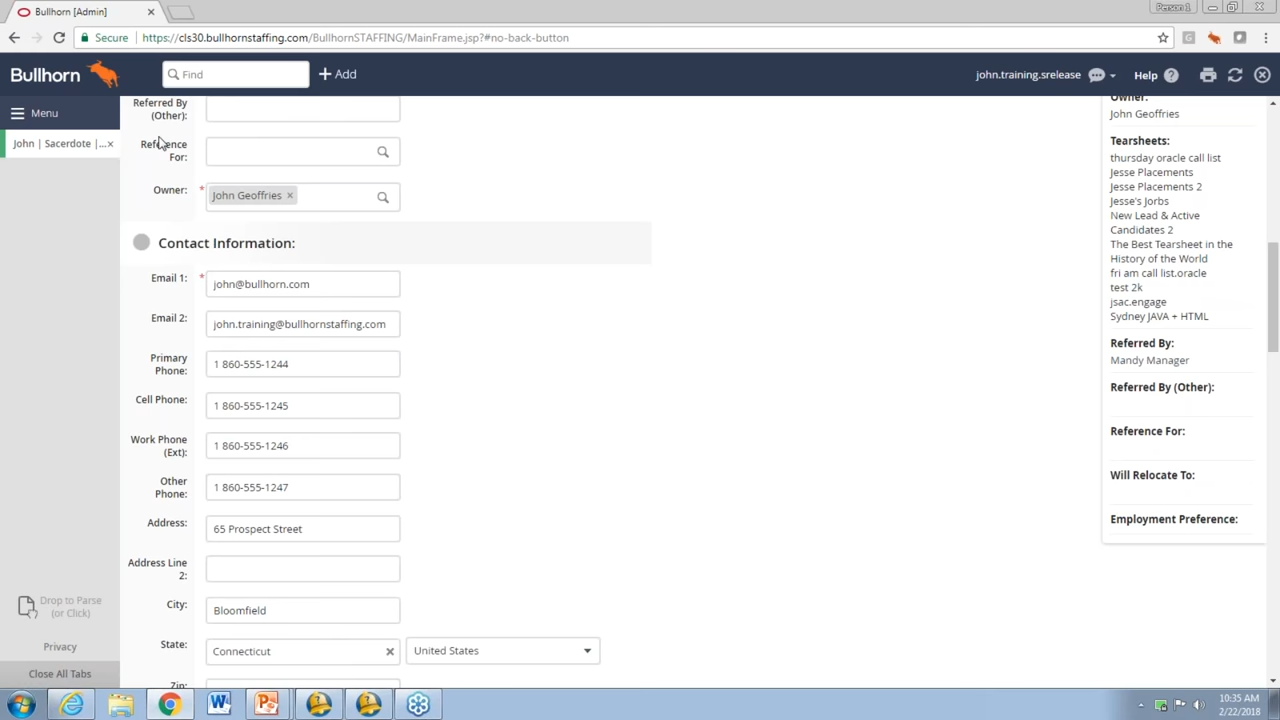 Bullhorn [Admin]
Person 1
Secure
https://cls30.bullhornstaffing.com/BullhornSTAFFING/MainFrame.jsp?#no-back-button
Bullhorn
Find
Add
john.training.srelease
Help
Menu
John | Sacerdote |...
Referred By
(Other):
Reference
For:
Owner:
* John Geoffries
Contact Information:
Email 1:
* john@bullhorn.com
Email 2:
john.training@bullhornstaffing.com
Primary
Phone:
1 860-555-1244
Cell Phone:
1 860-555-1245
Work Phone
(Ext):
1 860-555-1246
Other
Phone:
1 860-555-1247
Address:
65 Prospect Street
Address Line
2:
City:
Bloomfield
State:
Connecticut
United States
Zip:
Owner:
John Geoffries
Tearsheets:
thursday oracle call list
Jesse Placements
Jesse Placements 2
Jesse's Jorbs
New Lead & Active
Candidates 2
The Best Tearsheet in the
History of the World
fri am call list.oracle
test 2k
jsac.engage
Sydney JAVA + HTML
Referred By:
Mandy Manager
Referred By (Other):
Reference For:
Will Relocate To:
Employment Preference:
Drop to Parse
(or Click)
Privacy
Close All Tabs
10:35 AM
2/22/2018